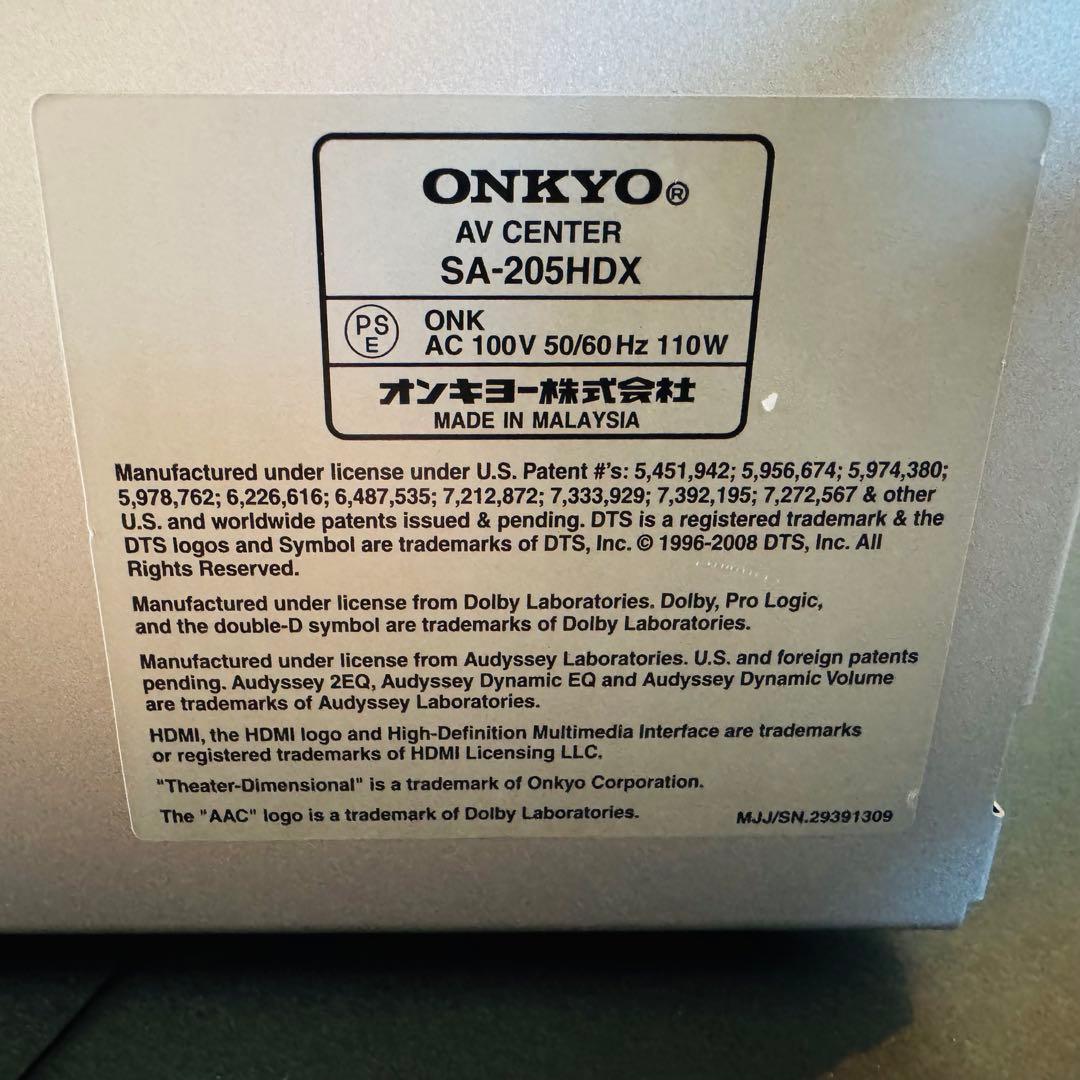 ONKYO®
AV CENTER
SA-205HDX
PS
E
ONK
AC 100V 50/60 Hz 110W
オンキヨー株式会社
MADE IN MALAYSIA
Manufactured under license under U.S. Patent #'s: 5,451,942; 5,956,674; 5,974,380;
5,978,762; 6,226,616; 6,487,535; 7,212,872; 7,333,929; 7,392,195; 7,272,567 & other
U.S. and worldwide patents issued & pending. DTS is a registered trademark & the
DTS logos and Symbol are trademarks of DTS, Inc. © 1996-2008 DTS, Inc. All
Rights Reserved.
Manufactured under license from Dolby Laboratories. Dolby, Pro Logic,
and the double-D symbol are trademarks of Dolby Laboratories.
Manufactured under license from Audyssey Laboratories. U.S. and foreign patents
pending. Audyssey 2EQ, Audyssey Dynamic EQ and Audyssey Dynamic Volume
are trademarks of Audyssey Laboratories.
HDMI, the HDMI logo and High-Definition Multimedia Interface are trademarks
or registered trademarks of HDMI Licensing LLC.
"Theater-Dimensional" is a trademark of Onkyo Corporation.
The "AAC" logo is a trademark of Dolby Laboratories.
MJJ/SN.29391309